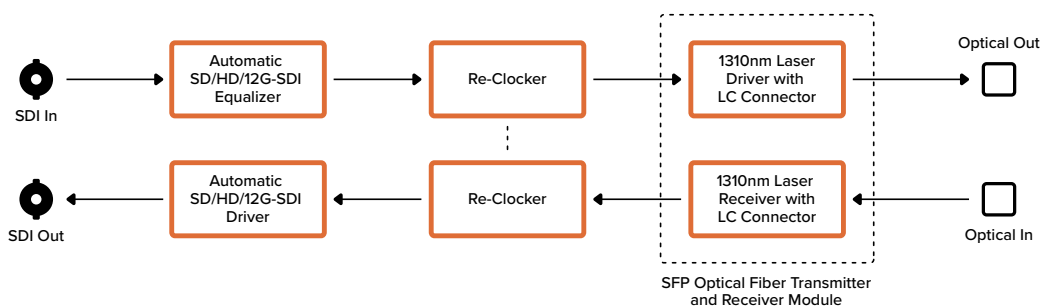 SDI In
Automatic
SD/HD/12G-SDI
Equalizer
Re-Clocker
1310nm Laser
Driver with
LC Connector
Optical Out
SDI Out
Automatic
SD/HD/12G-SDI
Driver
Re-Clocker
1310nm Laser
Receiver with
LC Connector
Optical In
SFP Optical Fiber Transmitter
and Receiver Module